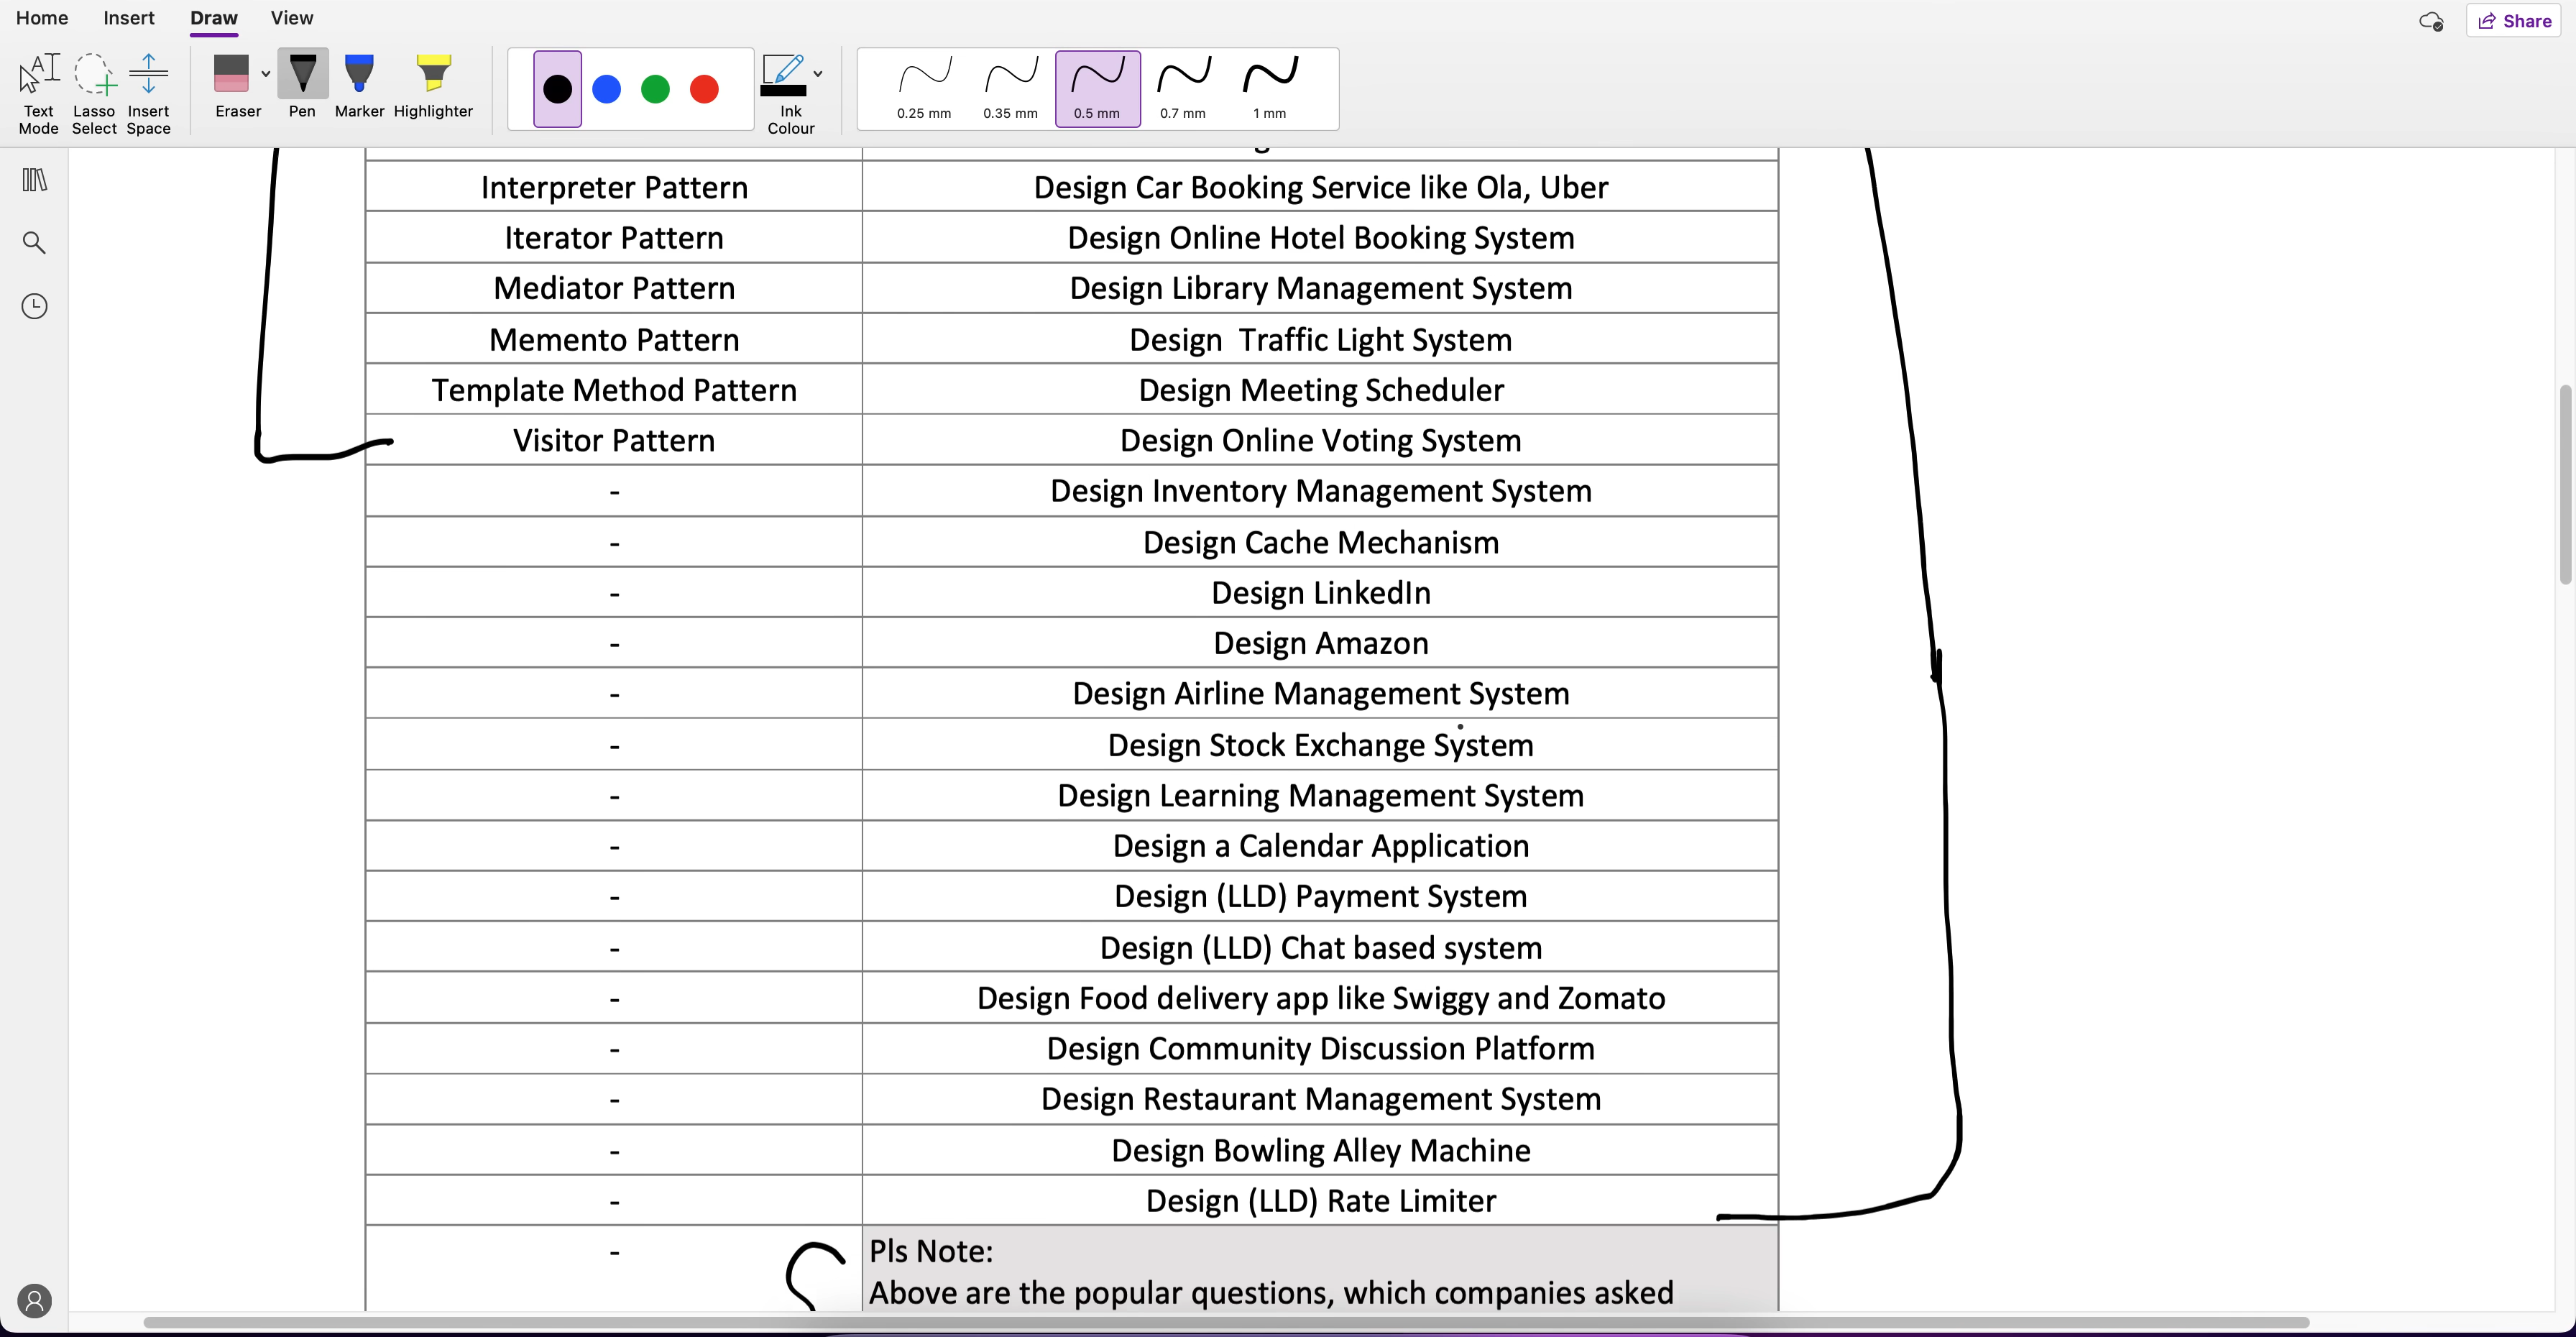 Home Insert Draw View
Share
Text Mode
Lasso Select
Insert Space
Eraser
Pen
Marker
Highlighter
Ink Colour
0.25 mm
0.35 mm
0.5 mm
0.7 mm
1 mm
Interpreter Pattern Design Car Booking Service like Ola, Uber
Iterator Pattern Design Online Hotel Booking System
Mediator Pattern Design Library Management System
Memento Pattern Design  Traffic Light System
Template Method Pattern Design Meeting Scheduler
Visitor Pattern Design Online Voting System
- Design Inventory Management System
- Design Cache Mechanism
- Design LinkedIn
- Design Amazon
- Design Airline Management System
- Design Stock Exchange System
- Design Learning Management System
- Design a Calendar Application
- Design (LLD) Payment System
- Design (LLD) Chat based system
- Design Food delivery app like Swiggy and Zomato
- Design Community Discussion Platform
- Design Restaurant Management System
- Design Bowling Alley Machine
- Design (LLD) Rate Limiter
- Pls Note:
Above are the popular questions, which companies asked